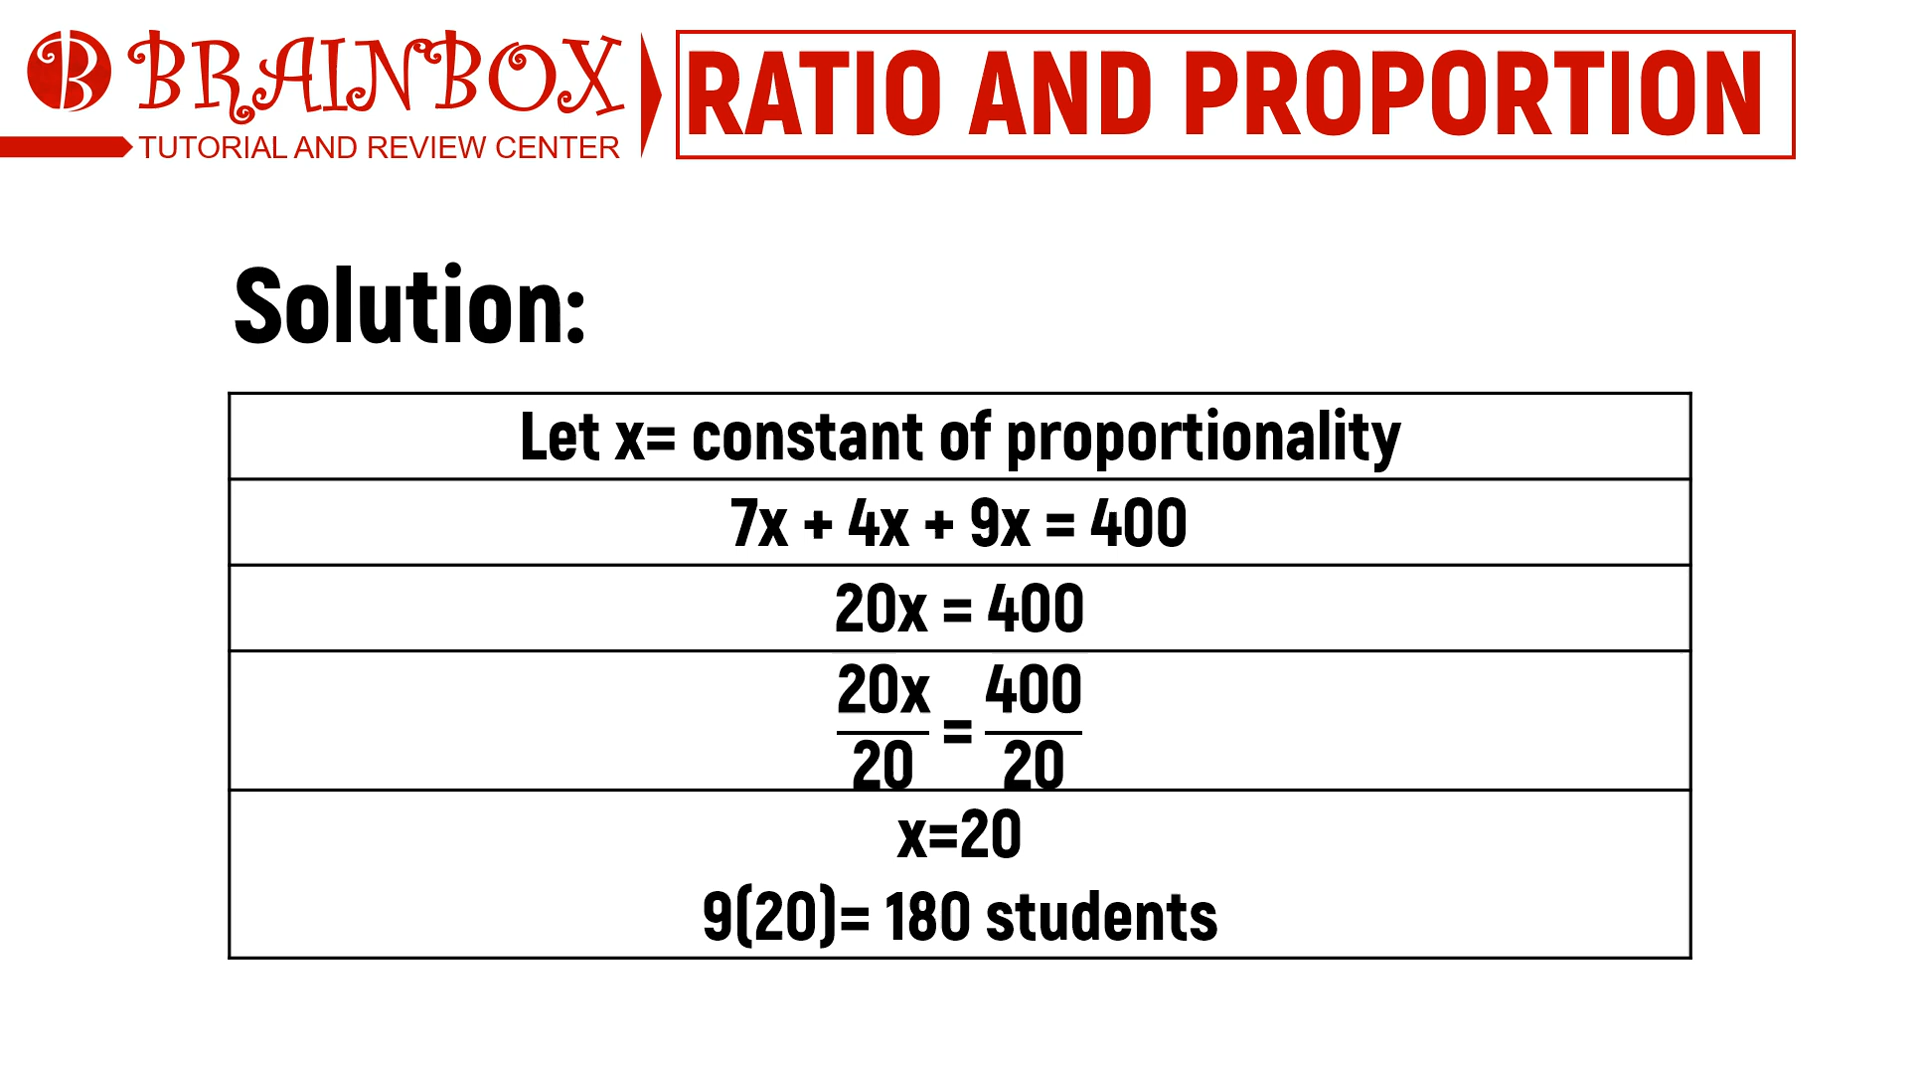 B BRAINBOX
TUTORIAL AND REVIEW CENTER
RATIO AND PROPORTION
Solution:
Let x= constant of proportionality
7x + 4x + 9x = 400
20x = 400
20x/20 = 400/20
x=20
9(20)= 180 students